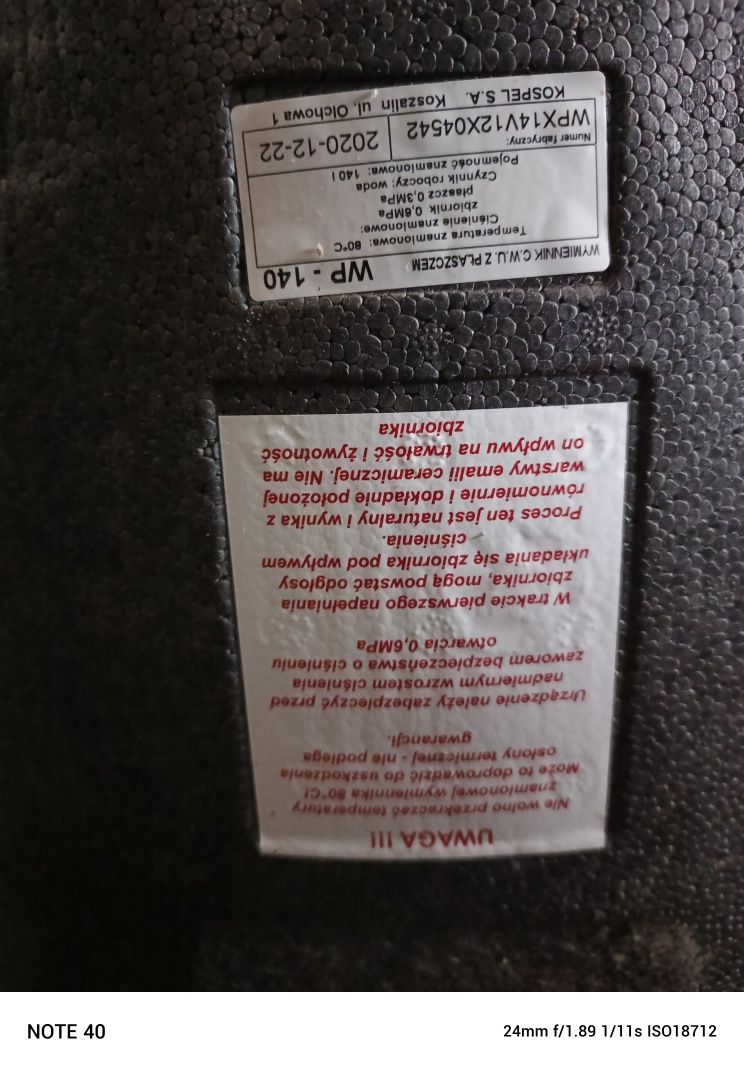 UWAGA !!!
Nie wolno przekraczać temperatury
znamionowej wymiennika 80°C!
Może to doprowadzić do uszkodzenia
osłony termicznej - nie podlega
gwarancji.
Urządzenie należy zabezpieczyć przed
nadmiernym wzrostem ciśnienia
zaworem bezpieczeństwa o ciśnieniu
otwarcia 0,6MPa
W trakcie pierwszego napełniania
zbiornika, mogą powstać odgłosy
układania się zbiornika pod wpływem
ciśnienia.
Proces ten jest naturalny i wynika z
równomiernie i dokładnie położonej
warstwy emalii ceramicznej. Nie ma
on wpływu na trwałość i żywotność
zbiornika
WYMIENNIK C.W.U. Z PŁASZCZEM WP - 140
Temperatura znamionowa: 80°C
Ciśnienie znamionowe:
zbiornik 0,6MPa
płaszcz 0,3MPa
Czynnik roboczy: woda
Pojemność znamionowa: 140 l
Numer fabryczny:
WPX14V12X04542 2020-12-22
KOSPEL S.A. Koszalin ul. Olchowa 1
NOTE 40
24mm f/1.89 1/11s ISO18712